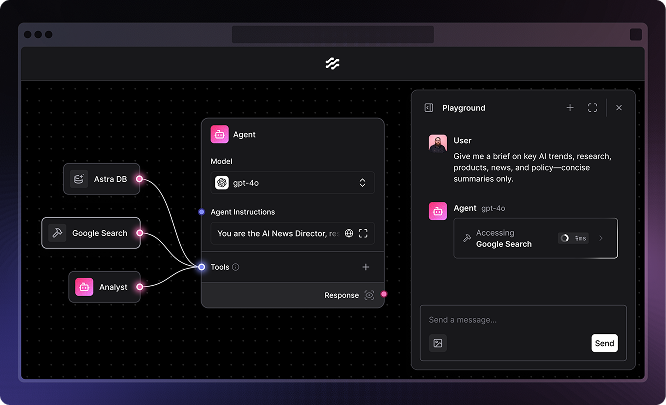 Astra DB
Google Search
Analyst
Agent
Model
gpt-4o
Agent Instructions
You are the AI News Director, re
Tools
Response
Playground
User
Give me a brief on key AI trends, research,
products, news, and policy—concise
summaries only.
Agent gpt-4o
Accessing
Google Search
Send a message...
Send